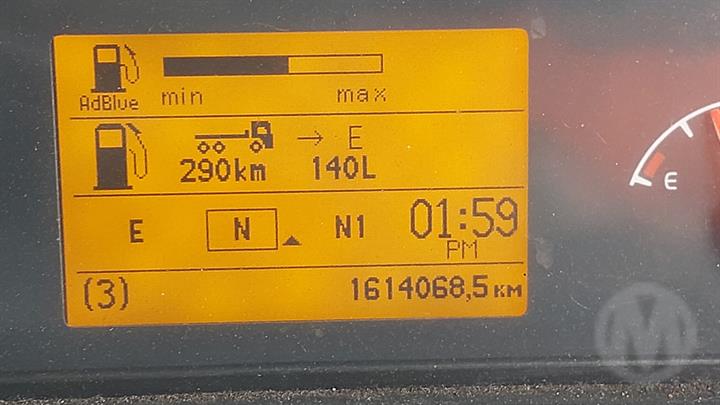 AdBlue min max
→ E
290km 140L
E N N1 01:59
PM
(3) 1614068,5 км
E
M